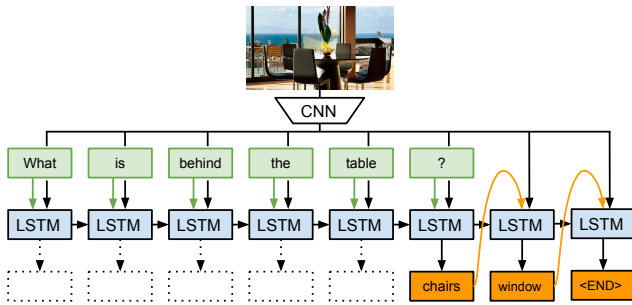 CNN
What is behind the table ?
LSTM LSTM LSTM LSTM LSTM LSTM LSTM LSTM
chairs window <END>